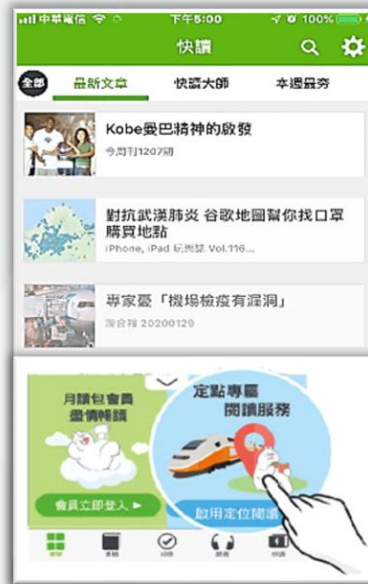 中華電信
下午5:00
100%
快讀
全部
最新文章
快讀大師
本週最夯
Kobe曼巴精神的啟發
今周刊1207期
對抗武漢肺炎 谷歌地圖幫你找口罩
購買地點
iPhone, iPad 玩樂誌 Vol.116...
專家憂「機場檢疫有漏洞」
聯合報 20200129
月讀包會員
盡情暢讀
會員立即登入
定點專屬
閱讀服務
啟用定位閱讀